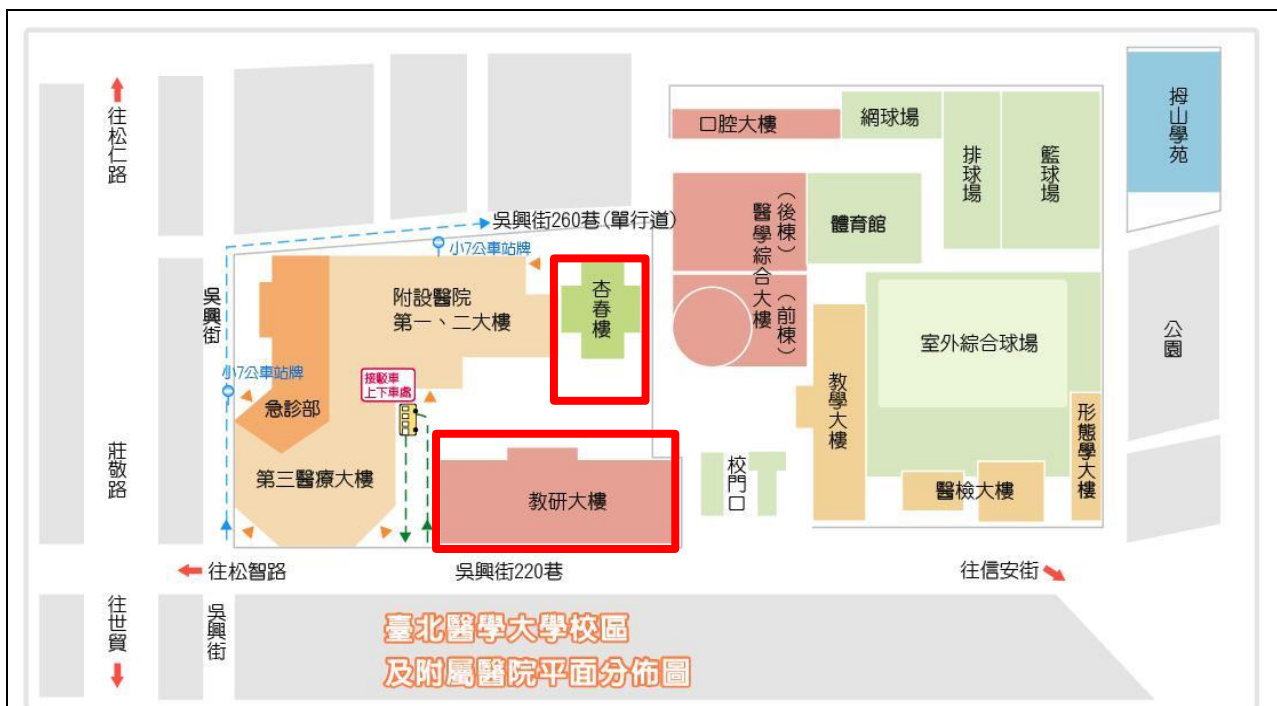 往松仁路
口腔大樓
網球場
排球場
籃球場
拇山學苑
吳興街260巷(單行道)
小7公車站牌
(後棟)
醫學綜合大樓
(前棟)
體育館
吳興街
附設醫院
第一、二大樓
杏春樓
室外綜合球場
公園
小7公車站牌
接駁車
上下車處
急診部
教學大樓
形態學大樓
莊敬路
第三醫療大樓
教研大樓
校門口
醫檢大樓
往松智路
吳興街220巷
往信安街
往世貿
吳興街
臺北醫學大學校區
及附屬醫院平面分佈圖